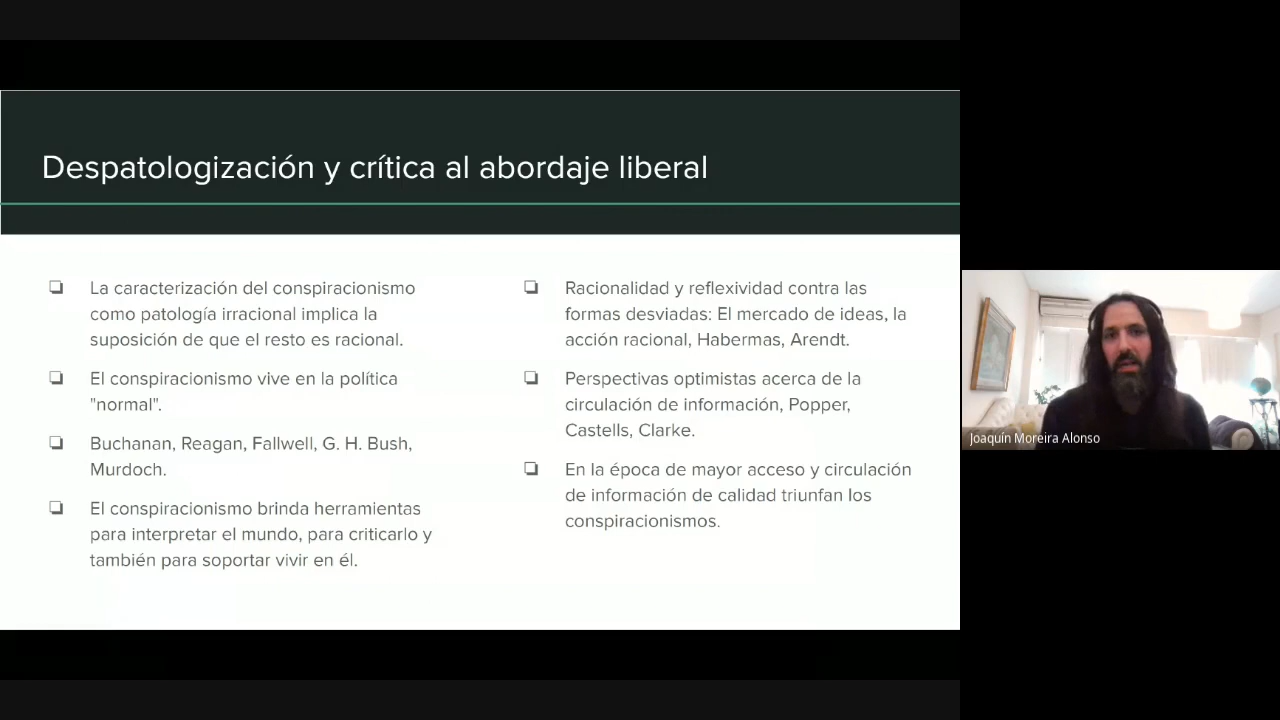 Despatologización y crítica al abordaje liberal
La caracterización del conspiracionismo
como patología irracional implica la
suposición de que el resto es racional.
El conspiracionismo vive en la política
"normal".
Buchanan, Reagan, Fallwell, G. H. Bush,
Murdoch.
El conspiracionismo brinda herramientas
para interpretar el mundo, para criticarlo y
también para soportar vivir en él.
Racionalidad y reflexividad contra las
formas desviadas: El mercado de ideas, la
acción racional, Habermas, Arendt.
Perspectivas optimistas acerca de la
circulación de información, Popper,
Castells, Clarke.
En la época de mayor acceso y circulación
de información de calidad triunfan los
conspiracionismos.
Joaquín Moreira Alonso